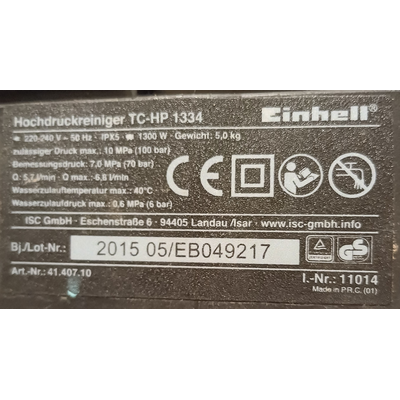 Hochdruckreiniger TC-HP 1334
Einhell
220-240 V ~ 50 Hz · IPX5 1300 W · Gewicht: 5,0 kg
zulässiger Druck max.: 10 MPa (100 bar)
Bemessungsdruck: 7,0 MPa (70 bar)
Q: 5,7 l/min · Q max.: 6,6 l/min
Wasserzulauftemperatur max.: 40°C
Wasserzulaufdruck max.: 0,6 MPa (6 bar)
ISC GmbH · Eschenstraße 6 · 94405 Landau /Isar · www.isc-gmbh.info
Bj./Lot-Nr.: 2015 05/EB049217
Art.-Nr.: 41.407.10
I.-Nr.: 11014
Made in P.R.C. (01)
CE
GS